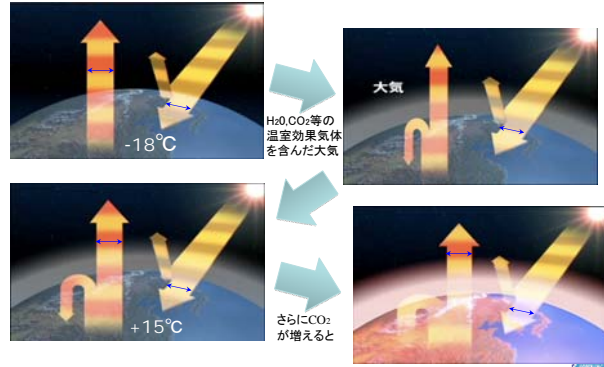 -18℃
H₂O,CO₂等の
温室効果気体
を含んだ大気
大気
+15℃
さらにCO₂
が増えると